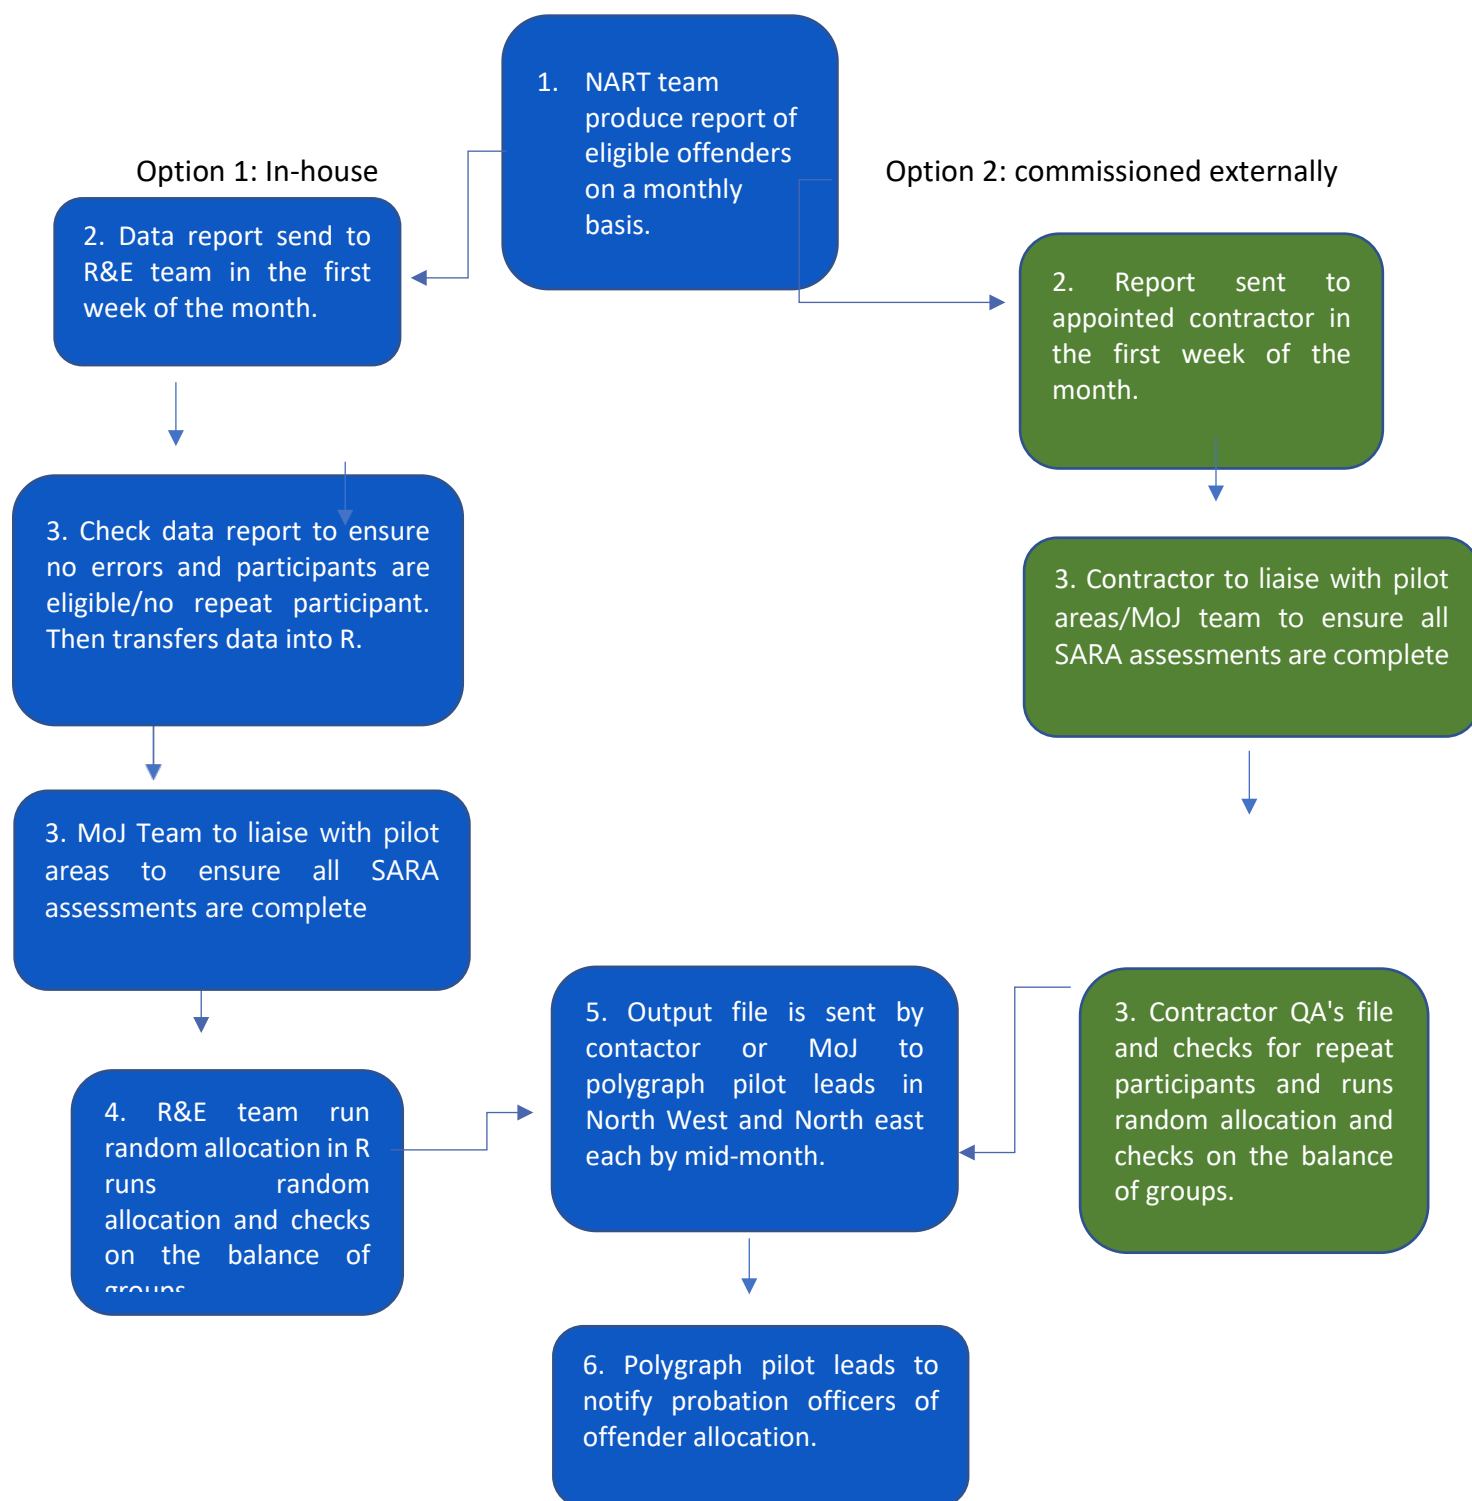 1. NART team
produce report of
eligible offenders
on a monthly
basis.
Option 1: In-house
Option 2: commissioned externally
2. Data report send to
R&E team in the first
week of the month.
2. Report sent to
appointed contractor in
the first week of the
month.
3. Check data report to ensure
no errors and participants are
eligible/no repeat participant.
Then transfers data into R.
3. Contractor to liaise with pilot
areas/MoJ team to ensure all
SARA assessments are complete
3. MoJ Team to liaise with pilot
areas to ensure all SARA
assessments are complete
4. R&E team run
random allocation in R
runs random
allocation and checks
on the balance of
groups
5. Output file is sent by
contactor or MoJ to
polygraph pilot leads in
North West and North east
each by mid-month.
3. Contractor QA's file
and checks for repeat
participants and runs
random allocation and
checks on the balance
of groups.
6. Polygraph pilot leads to
notify probation officers of
offender allocation.